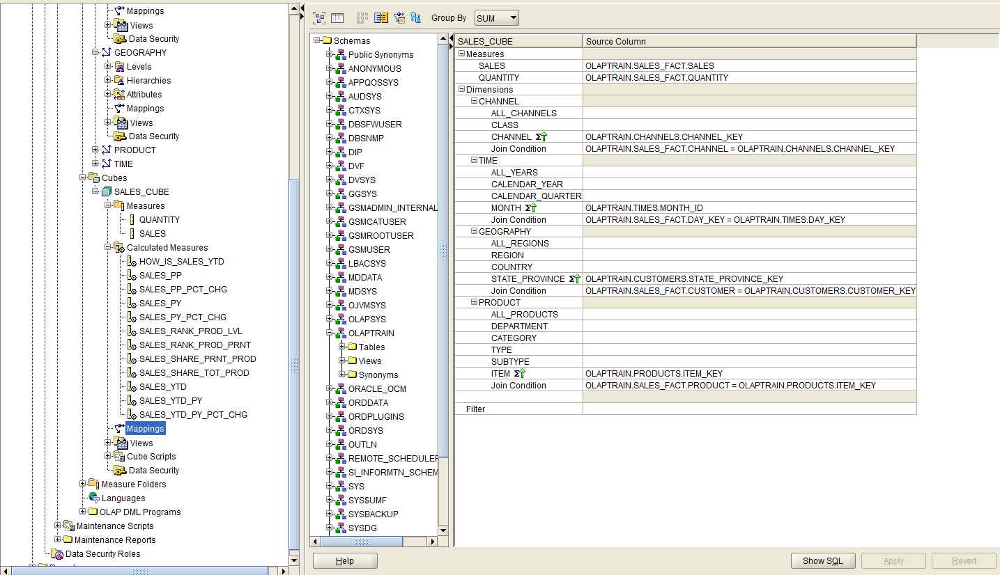 Mappings
Views
Data Security
GEOGRAPHY
Levels
Hierarchies
Attributes
Mappings
Views
Data Security
PRODUCT
TIME
Cubes
SALES_CUBE
Measures
QUANTITY
SALES
Calculated Measures
HOW_IS_SALES_YTD
SALES_PP
SALES_PP_PCT_CHG
SALES_PY
SALES_PY_PCT_CHG
SALES_RANK_PROD_LVL
SALES_RANK_PROD_PRNT
SALES_SHARE_PRNT_PROD
SALES_SHARE_TOT_PROD
SALES_YTD
SALES_YTD_PY
SALES_YTD_PY_PCT_CHG
Mappings
Views
Cube Scripts
Data Security
Measure Folders
Languages
OLAP DML Programs
Maintenance Scripts
Maintenance Reports
Data Security Roles
Group By SUM
Schemas
Public Synonyms
ANONYMOUS
APPQOSSYS
AUDSYS
CTXSYS
DBSFWUSER
DBSNMP
DIP
DVF
DVSYS
GGSYS
GSMADMIN_INTERNAL
GSMCATUSER
GSMROOTUSER
GSMUSER
LBACSYS
MDDATA
MDSYS
OJVMSYS
OLAPSYS
OLAPTRAIN
Tables
Views
Synonyms
ORACLE_OCM
ORDDATA
ORDPLUGINS
ORDSYS
OUTLN
REMOTE_SCHEDULER
SI_INFORMTN_SCHEM
SYS
SYS$UMF
SYSBACKUP
SYSDG
SALES_CUBE Source Column
Measures
SALES OLAPTRAIN.SALES_FACT.SALES
QUANTITY OLAPTRAIN.SALES_FACT.QUANTITY
Dimensions
CHANNEL
ALL_CHANNELS
CLASS
CHANNEL Σ OLAPTRAIN.CHANNELS.CHANNEL_KEY
Join Condition OLAPTRAIN.SALES_FACT.CHANNEL = OLAPTRAIN.CHANNELS.CHANNEL_KEY
TIME
ALL_YEARS
CALENDAR_YEAR
CALENDAR_QUARTER
MONTH Σ OLAPTRAIN.TIMES.MONTH_ID
Join Condition OLAPTRAIN.SALES_FACT.DAY_KEY = OLAPTRAIN.TIMES.DAY_KEY
GEOGRAPHY
ALL_REGIONS
REGION
COUNTRY
STATE_PROVINCE Σ OLAPTRAIN.CUSTOMERS.STATE_PROVINCE_KEY
Join Condition OLAPTRAIN.SALES_FACT.CUSTOMER = OLAPTRAIN.CUSTOMERS.CUSTOMER_KEY
PRODUCT
ALL_PRODUCTS
DEPARTMENT
CATEGORY
TYPE
SUBTYPE
ITEM Σ OLAPTRAIN.PRODUCTS.ITEM_KEY
Join Condition OLAPTRAIN.SALES_FACT.PRODUCT = OLAPTRAIN.PRODUCTS.ITEM_KEY
Filter
Help Show SQL Apply Revert